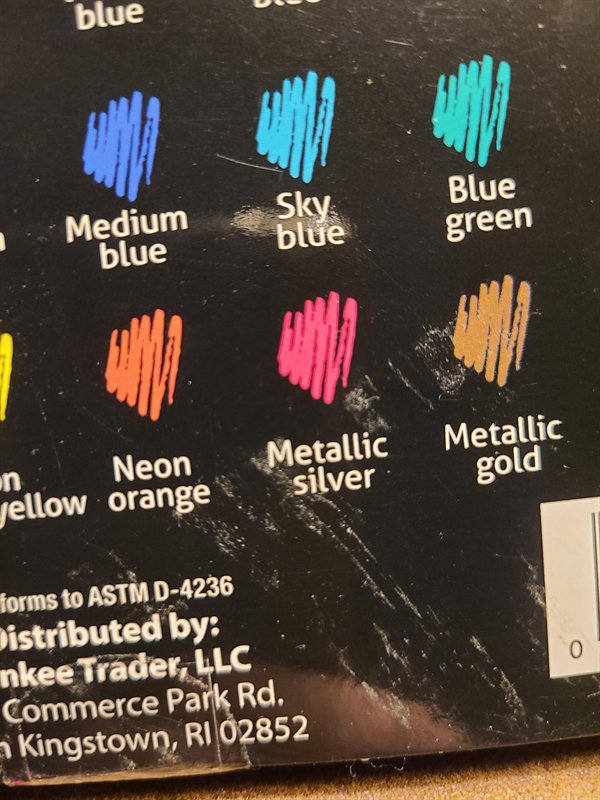 blue
Medium
blue
Sky
blue
Blue
green
yellow
Neon
orange
Metallic
silver
Metallic
gold
forms to ASTM D-4236
Distributed by:
nkee Trader, LLC
Commerce Park Rd.
Kingstown, RI 02852
0